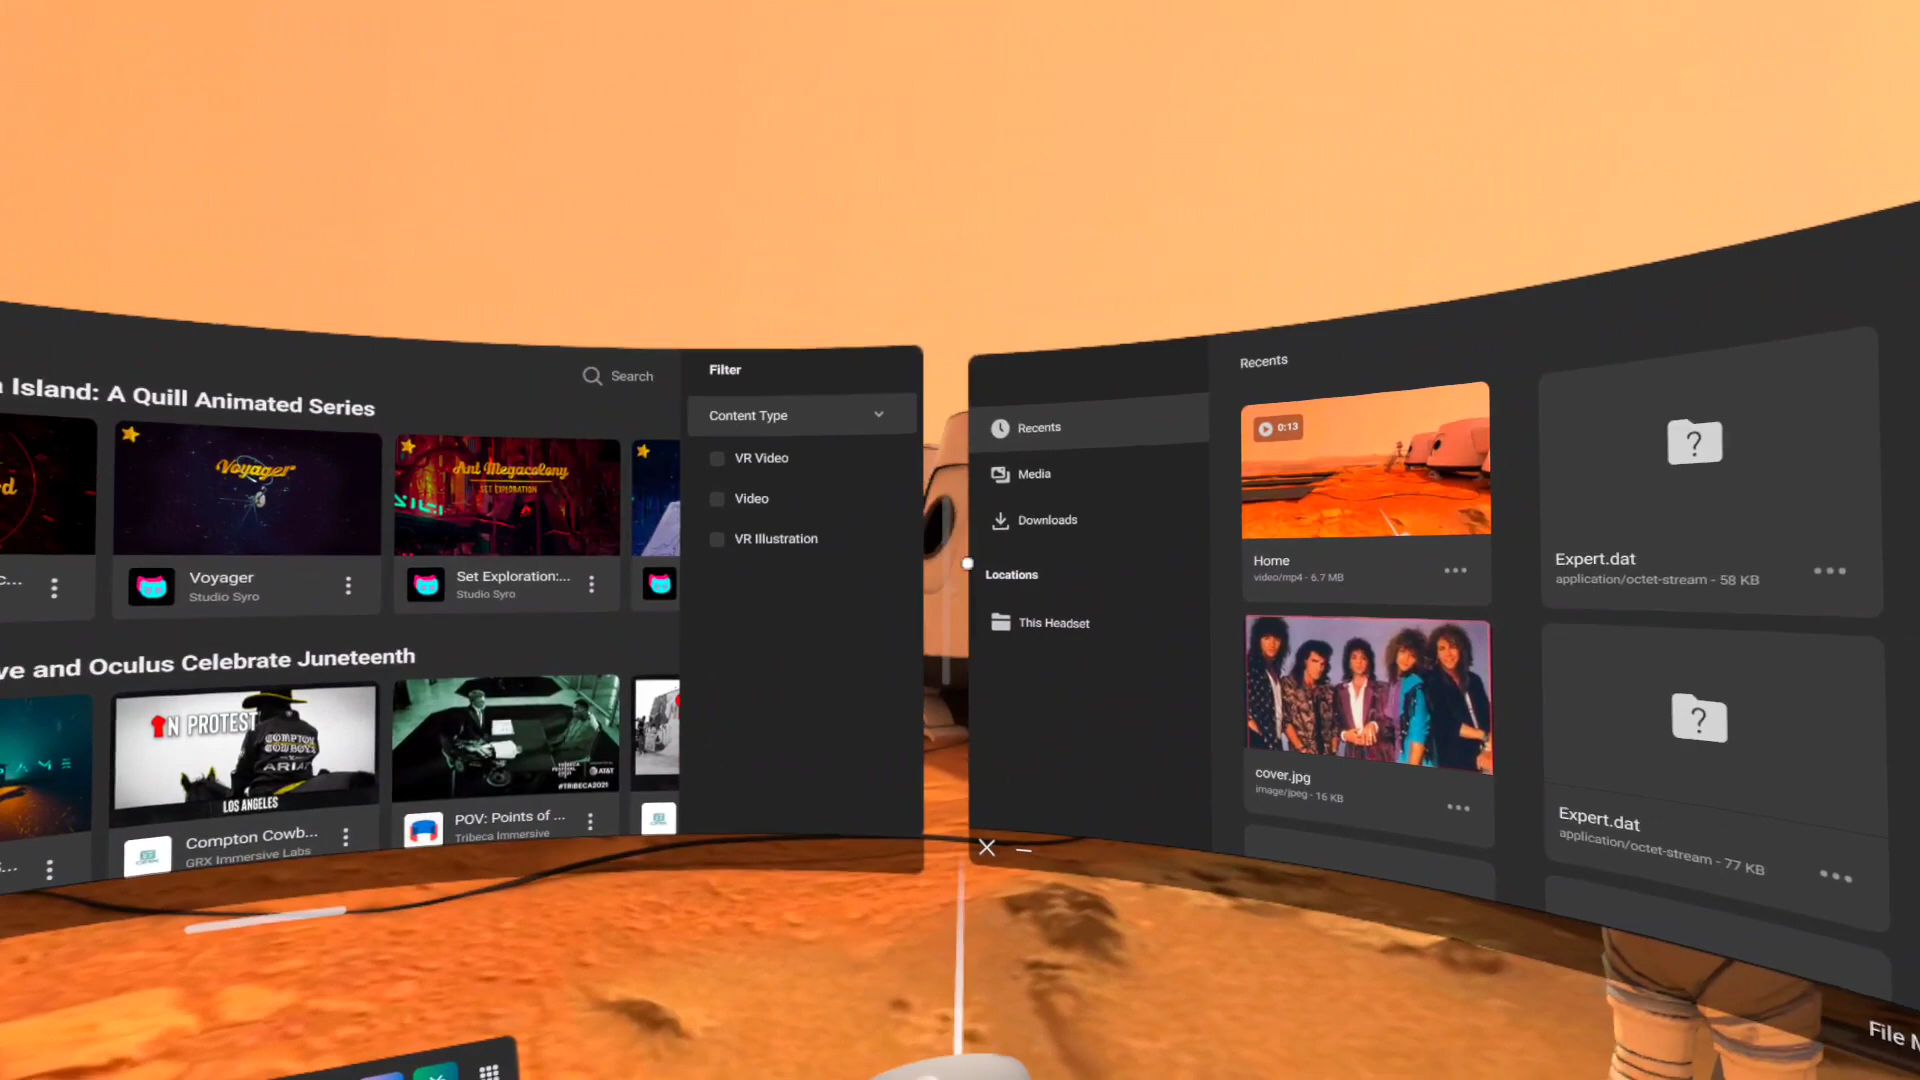 Island: A Quill Animated Series
Search
Voyager
Voyager
Studio Syro
Ant Megacolony
SET EXPLORATION
Set Exploration:...
Studio Syro
ve and Oculus Celebrate Juneteenth
N PROTEST
COMPTON
COWBOYS
LOS ANGELES
Compton Cowb...
GRX Immersive Labs
AT&T
#TRIBECA2021
POV: Points of ...
Tribeca Immersive
Filter
Content Type
VR Video
Video
VR Illustration
Recents
Media
Downloads
Locations
This Headset
Recents
0:13
Home
video/mp4 - 6.7 MB
cover.jpg
image/jpeg - 16 KB
?
Expert.dat
application/octet-stream - 58 KB
?
Expert.dat
application/octet-stream - 77 KB
File